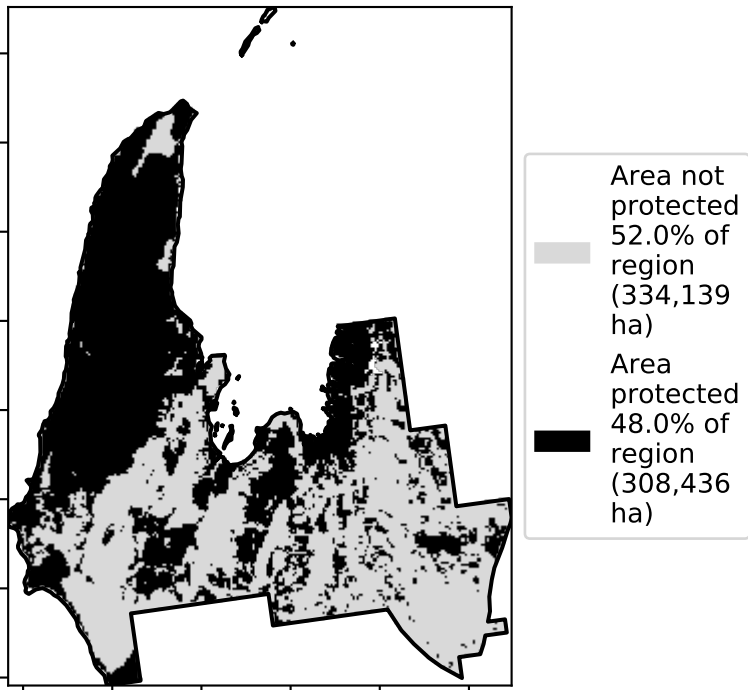 Area not
protected
52.0% of
region
(334,139
ha)
Area
protected
48.0% of
region
(308,436
ha)